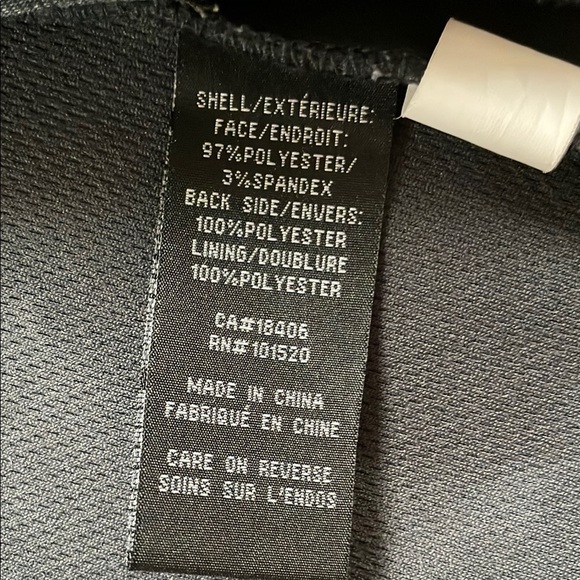 SHELL/EXTÉRIEURE:
FACE/ENDROIT:
97%POLYESTER/
3%SPANDEX
BACK SIDE/ENVERS:
100%POLYESTER
LINING/DOUBLURE
100%POLYESTER
CA#18406
RN#101520
MADE IN CHINA
FABRIQUÉ EN CHINE
CARE ON REVERSE
SOINS SUR L'ENDOS